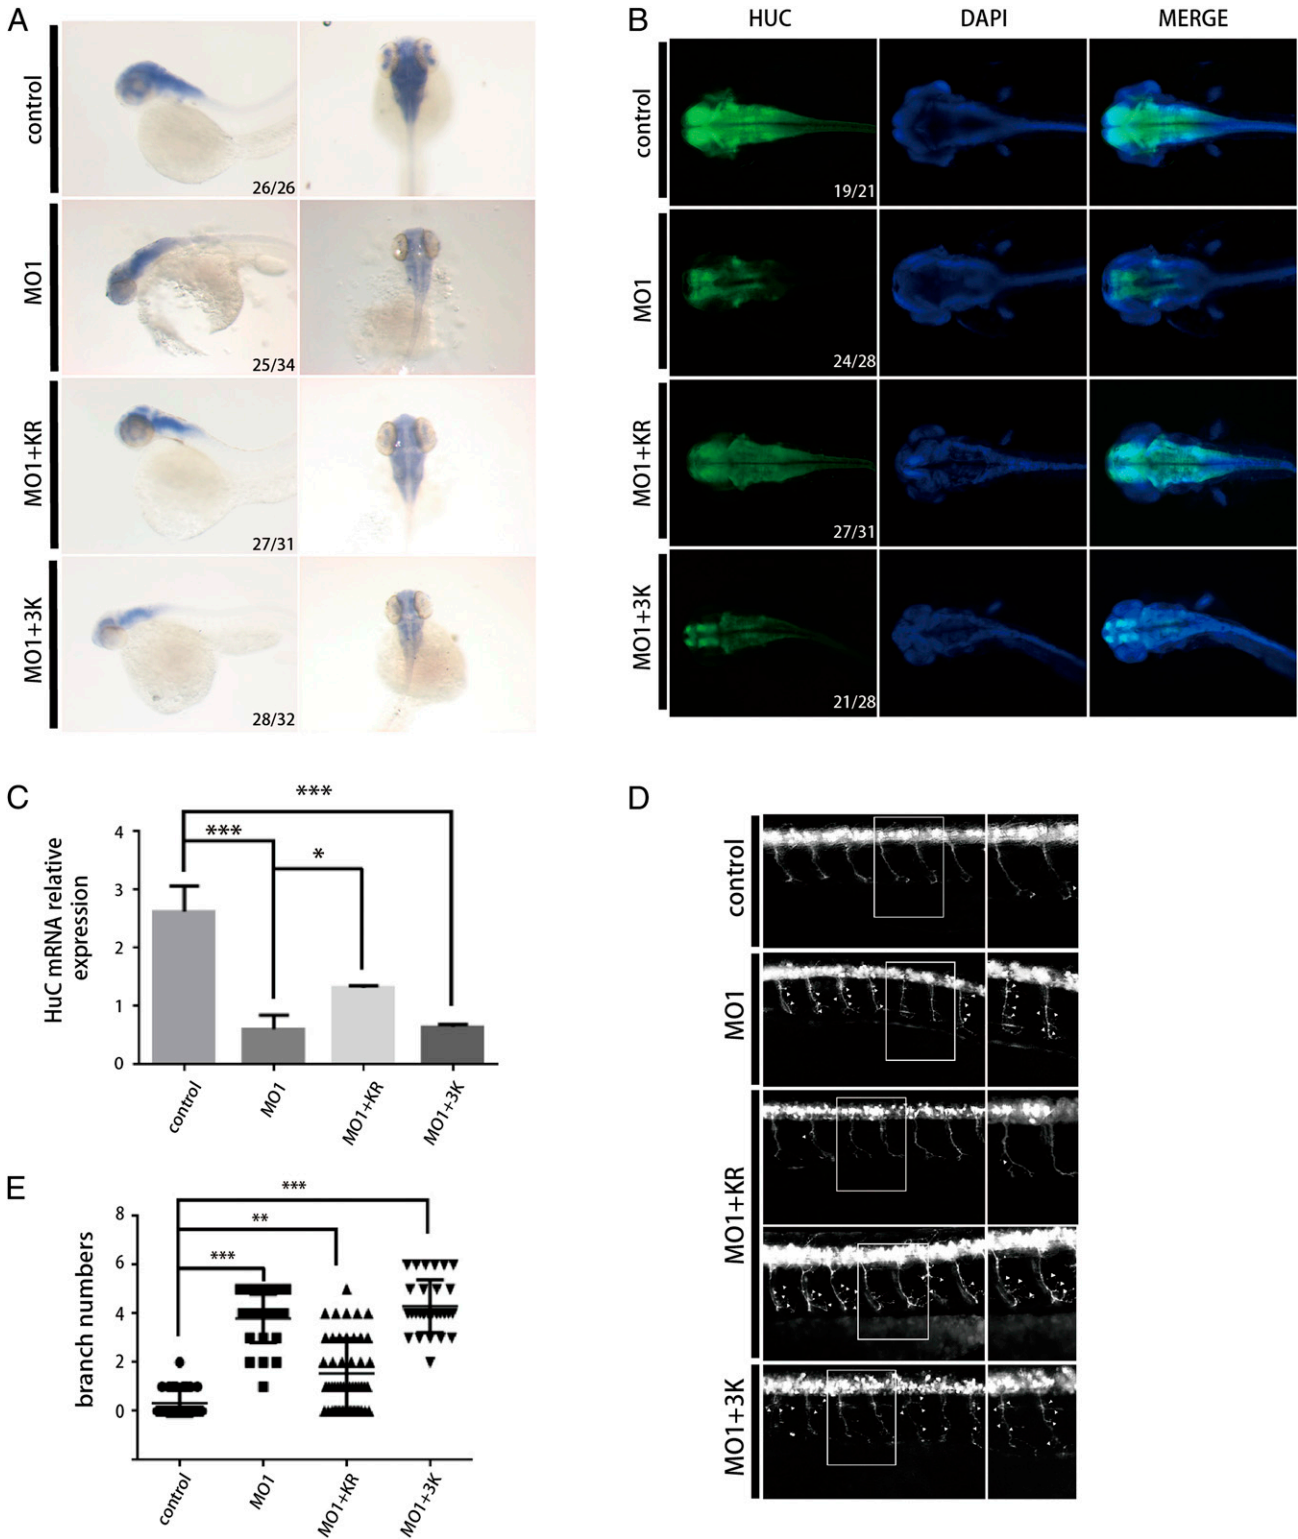 A
control
26/26
MO1
25/34
MO1+KR
27/31
MO1+3K
28/32
B
HUC DAPI MERGE
control
19/21
MO1
24/28
MO1+KR
27/31
MO1+3K
21/28
C
HuC mRNA relative
expression
4
3
2
1
0
***
***
*
control MO1 MO1+KR MO1+3K
D
control
MO1
MO1+KR
MO1+3K
E
branch numbers
8
6
4
2
0
***
**
***
control MO1 MO1+KR MO1+3K